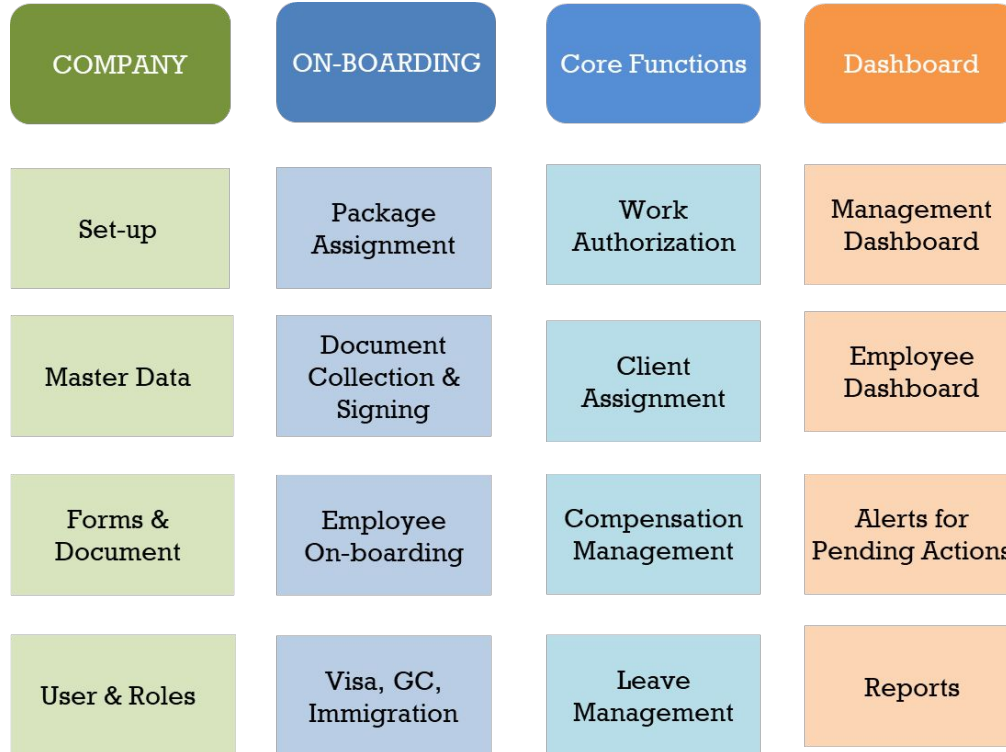 COMPANY
ON-BOARDING
Core Functions
Dashboard
Set-up
Package
Assignment
Work
Authorization
Management
Dashboard
Master Data
Document
Collection &
Signing
Client
Assignment
Employee
Dashboard
Forms &
Document
Employee
On-boarding
Compensation
Management
Alerts for
Pending Actions
User & Roles
Visa, GC,
Immigration
Leave
Management
Reports